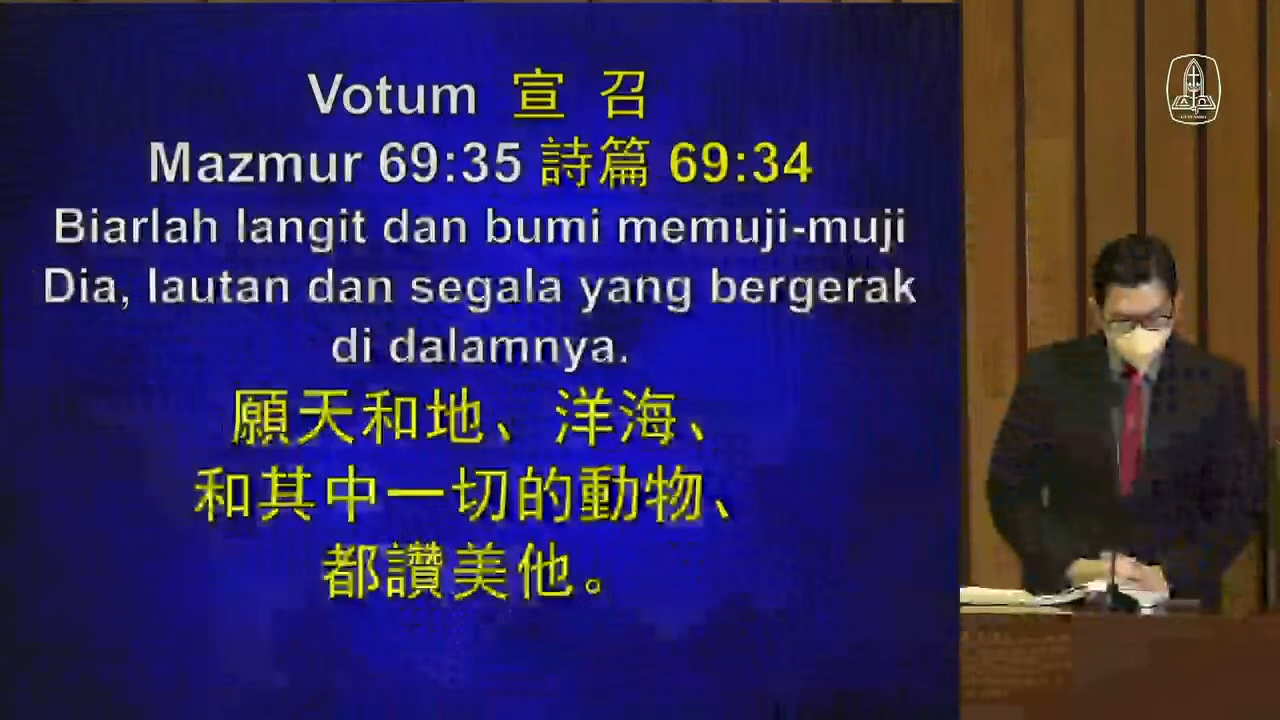 Votum 宣 召
Mazmur 69:35 詩篇 69:34
Biarlah langit dan bumi memuji-muji
Dia, lautan dan segala yang bergerak
di dalamnya.
願天和地、洋海、
和其中一切的動物、
都讚美他。